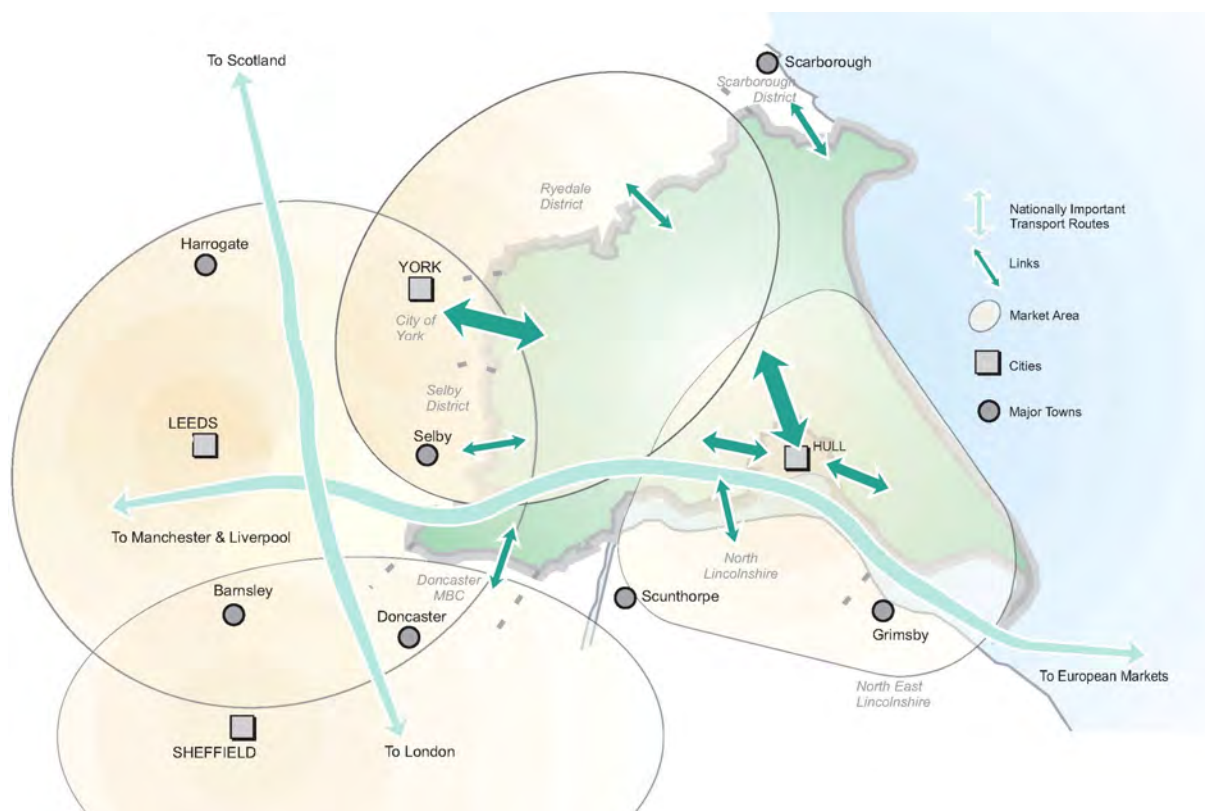 To Scotland
Scarborough
Scarborough
District
Ryedale
District
Nationally Important
Transport Routes
Harrogate
Links
YORK
City of
York
Market Area
Cities
Selby
District
Major Towns
LEEDS
Selby
HULL
To Manchester & Liverpool
North
Lincolnshire
Doncaster
MBC
Barnsley
Scunthorpe
Doncaster
Grimsby
To European Markets
North East
Lincolnshire
SHEFFIELD
To London